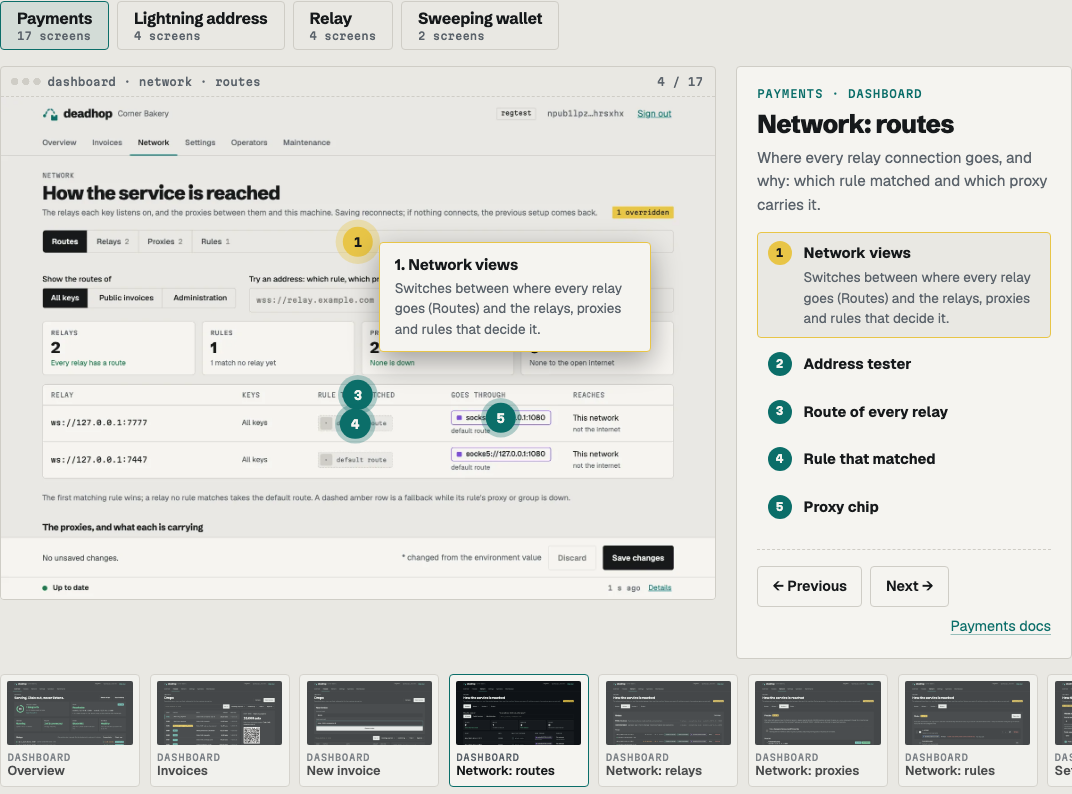 Payments
17 screens
Lightning address
4 screens
Relay
4 screens
Sweeping wallet
2 screens
dashboard · network · routes
4 / 17
deadhop Corner Bakery
regtest
npub1lpz…hrsxhx
Sign out
Overview
Invoices
Network
Settings
Operators
Maintenance
NETWORK
How the service is reached
The relays each key listens on, and the proxies between them and this machine. Saving reconnects; if nothing connects, the previous setup comes back.
1 overridden
Routes
Relays 2
Proxies 2
Rules 1
1
Show the routes of
Try an address: which rule, which
All keys
Public invoices
Administration
wss://relay.example.com
1. Network views
Switches between where every relay
goes (Routes) and the relays, proxies
and rules that decide it.
RELAYS
2
Every relay has a route
RULES
1
1 match no relay yet
2
None is down
None to the open internet
RELAY
KEYS
RULE
GOES THROUGH
REACHES
3
ws://127.0.0.1:7777
All keys
4
5
This network
default route
not the internet
ws://127.0.0.1:7447
All keys
default route
socks5://127.0.0.1:1080
This network
default route
not the internet
The first matching rule wins; a relay no rule matches takes the default route. A dashed amber row is a fallback while its rule's proxy or group is down.
The proxies, and what each is carrying
No unsaved changes.
* changed from the environment value
Discard
Save changes
Up to date
1 s ago
Details
PAYMENTS · DASHBOARD
Network: routes
Where every relay connection goes, and
why: which rule matched and which proxy
carries it.
1 Network views
Switches between where every relay
goes (Routes) and the relays, proxies
and rules that decide it.
2 Address tester
3 Route of every relay
4 Rule that matched
5 Proxy chip
← Previous
Next →
Payments docs
DASHBOARD
Overview
DASHBOARD
Invoices
DASHBOARD
New invoice
DASHBOARD
Network: routes
DASHBOARD
Network: relays
DASHBOARD
Network: proxies
DASHBOARD
Network: rules